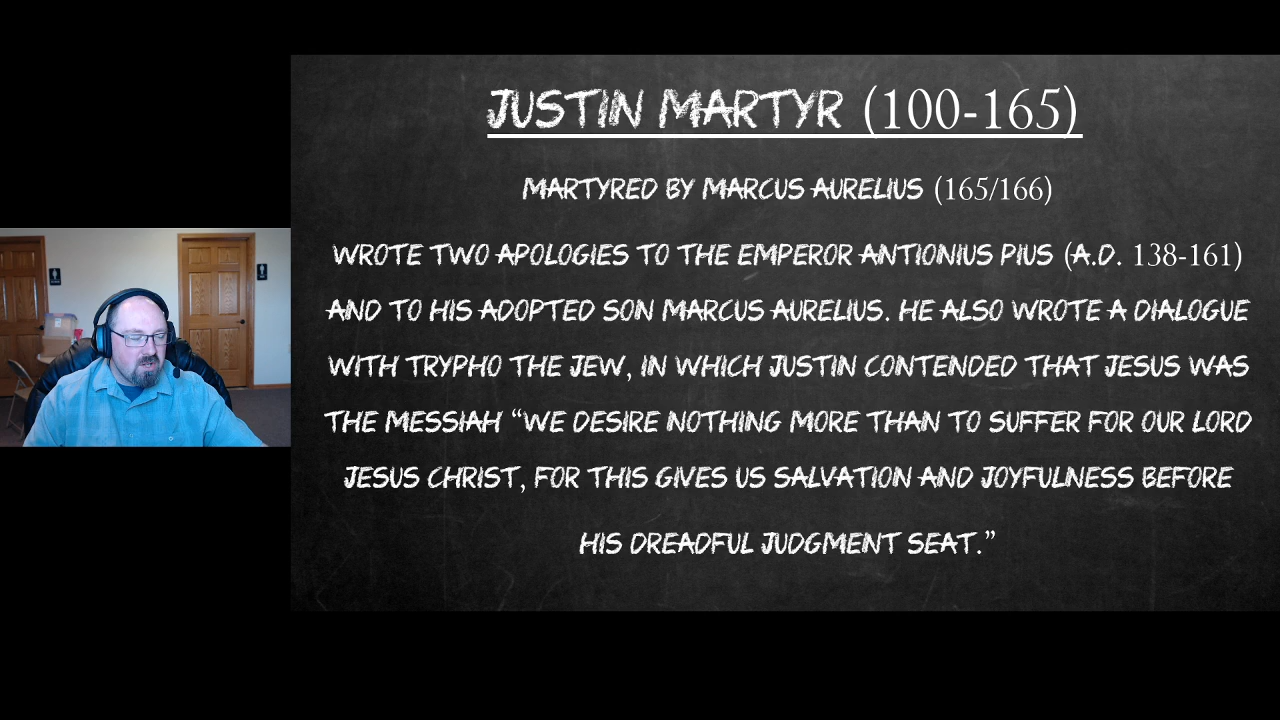 JUSTIN MARTYR (100-165)
MARTYRED BY MARCUS AURELIUS (165/166)
WROTE TWO APOLOGIES TO THE EMPEROR ANTIONIUS PIUS (A.D. 138-161)
AND TO HIS ADOPTED SON MARCUS AURELIUS. HE ALSO WROTE A DIALOGUE
WITH TRYPHO THE JEW, IN WHICH JUSTIN CONTENDED THAT JESUS WAS
THE MESSIAH “WE DESIRE NOTHING MORE THAN TO SUFFER FOR OUR LORD
JESUS CHRIST, FOR THIS GIVES US SALVATION AND JOYFULNESS BEFORE
HIS DREADFUL JUDGMENT SEAT.”